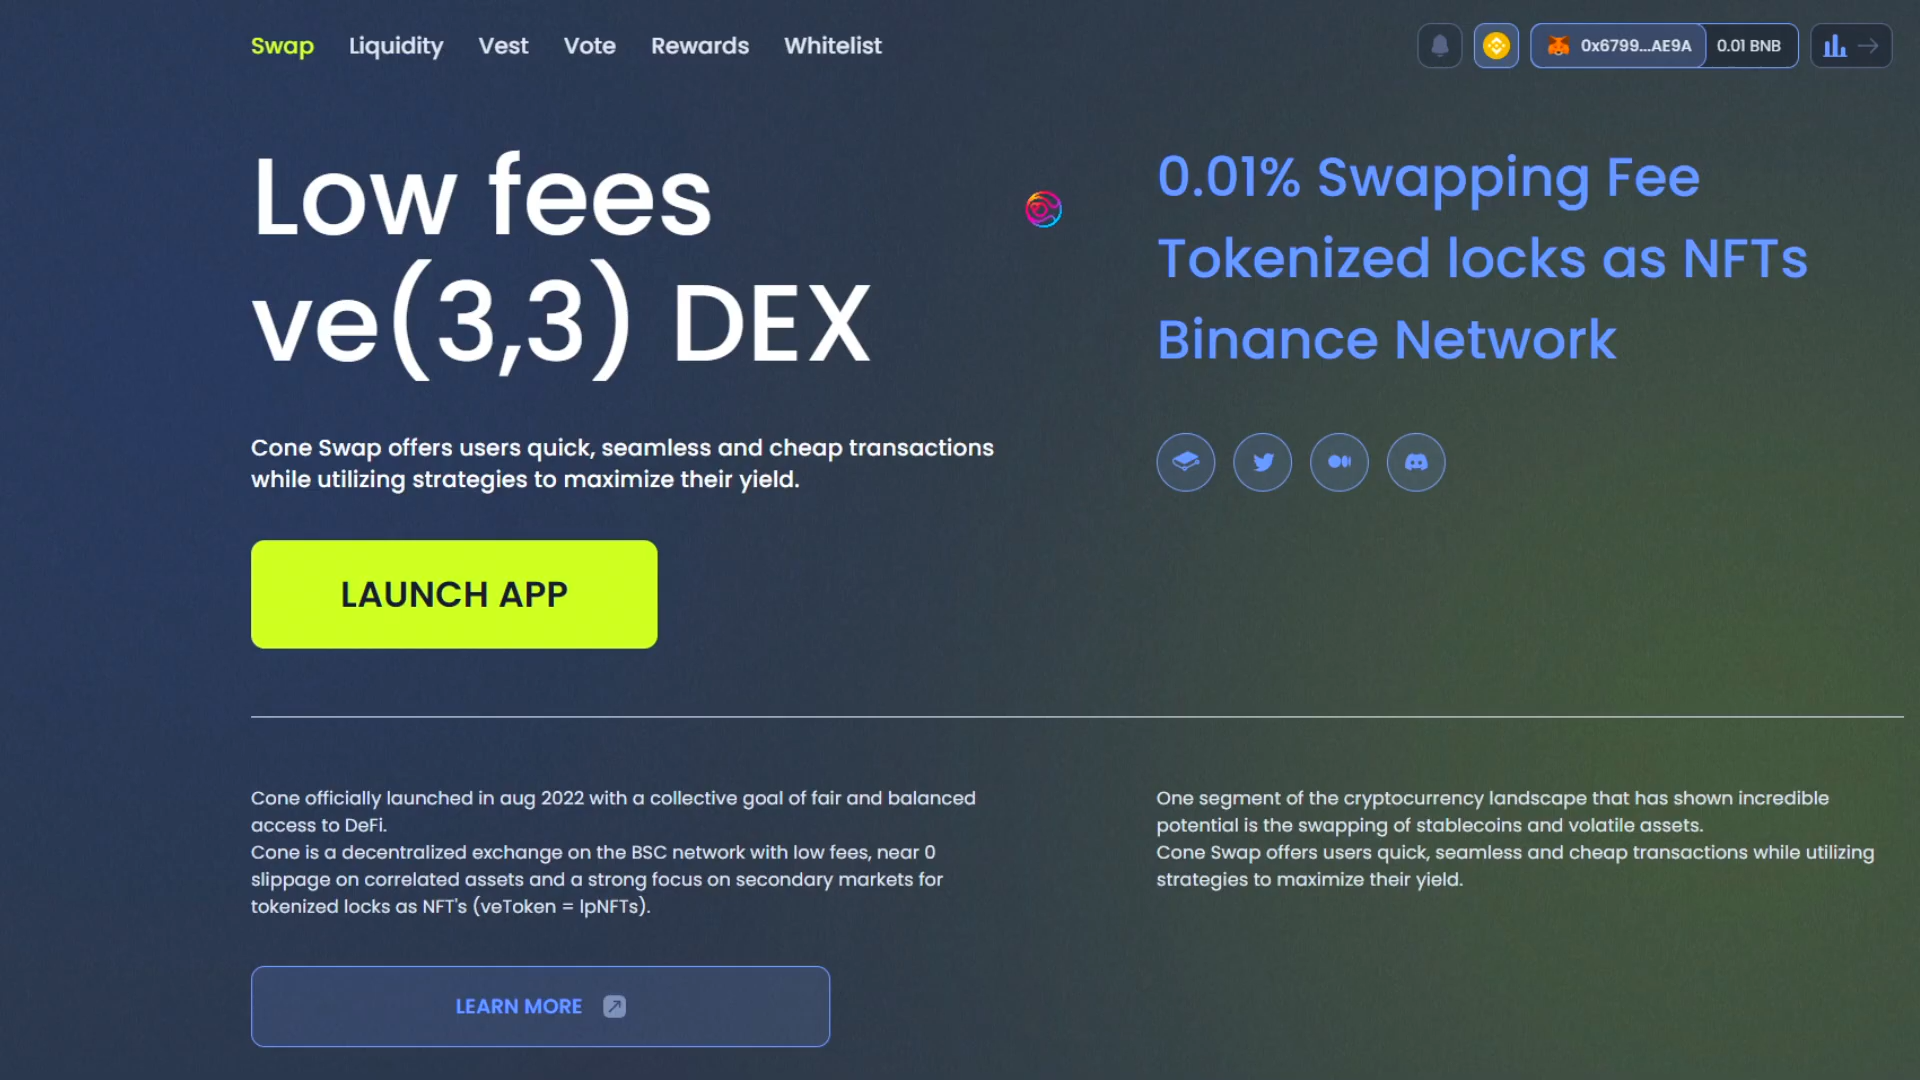 Swap Liquidity Vest Vote Rewards Whitelist
0x6799...AE9A 0.01 BNB
Low fees
ve(3,3) DEX
0.01% Swapping Fee
Tokenized locks as NFTs
Binance Network
Cone Swap offers users quick, seamless and cheap transactions
while utilizing strategies to maximize their yield.
LAUNCH APP
Cone officially launched in aug 2022 with a collective goal of fair and balanced
access to DeFi.
Cone is a decentralized exchange on the BSC network with low fees, near 0
slippage on correlated assets and a strong focus on secondary markets for
tokenized locks as NFT's (veToken = lpNFTs).
One segment of the cryptocurrency landscape that has shown incredible
potential is the swapping of stablecoins and volatile assets.
Cone Swap offers users quick, seamless and cheap transactions while utilizing
strategies to maximize their yield.
LEARN MORE